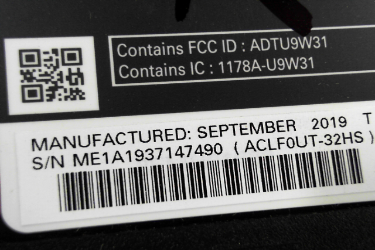 Contains FCC ID : ADTU9W31
Contains IC : 1178A-U9W31
MANUFACTURED: SEPTEMBER 2019 T
S/N ME1A1937147490 ( ACLF0UT-32HS )